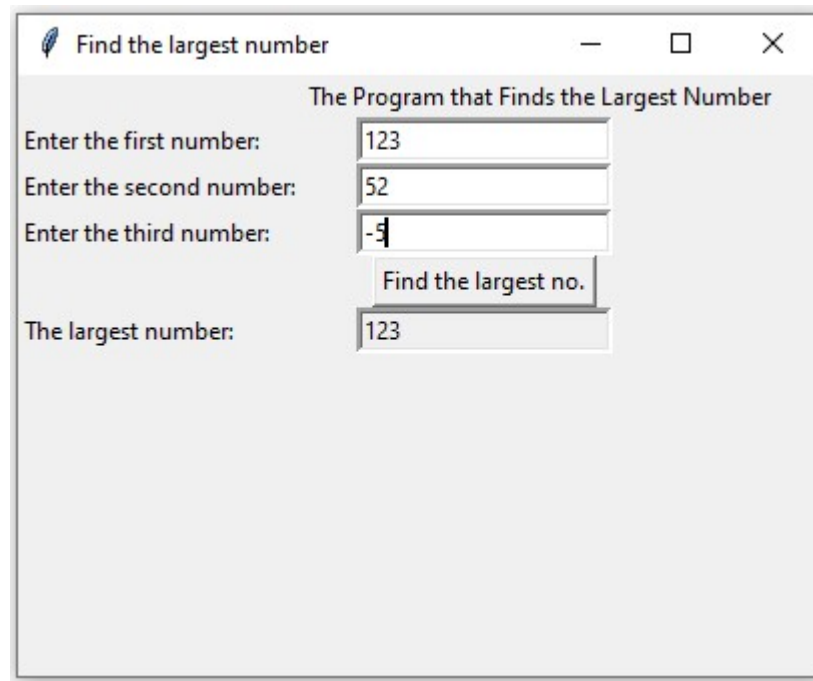 Find the largest number
The Program that Finds the Largest Number
Enter the first number: 123
Enter the second number: 52
Enter the third number: -5
Find the largest no.
The largest number: 123